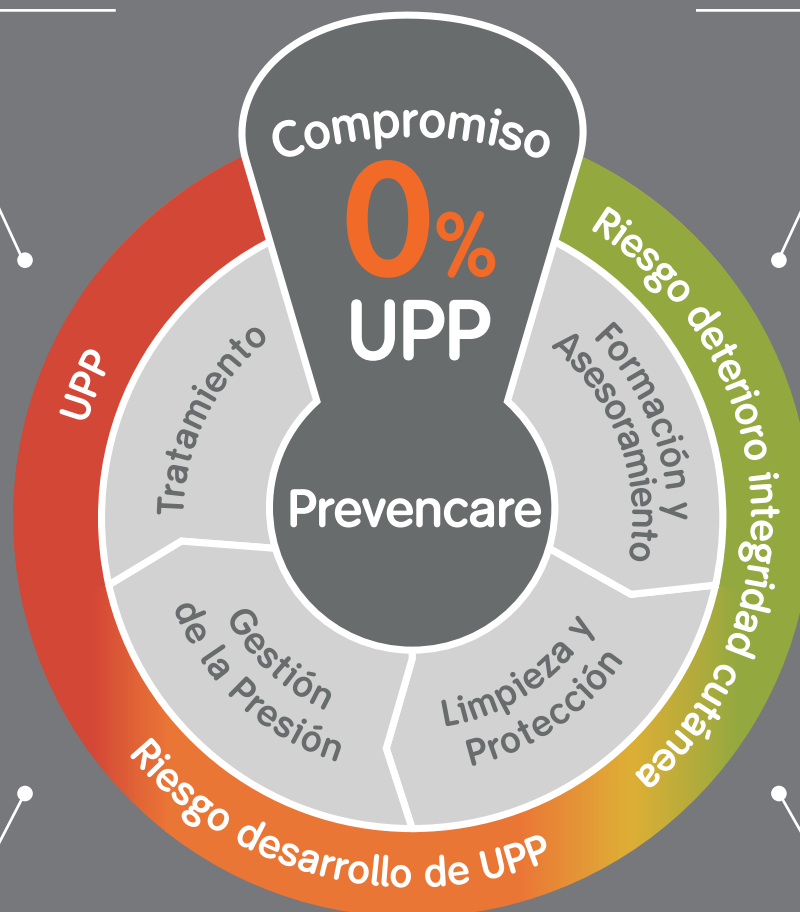 Compromiso
0%
UPP
Prevencare
Riesgo deterioro integridad cutánea
Formación y
Asesoramiento
Limpieza y
Protección
Riesgo desarrollo de UPP
Gestión
de la Presión
UPP
Tratamiento